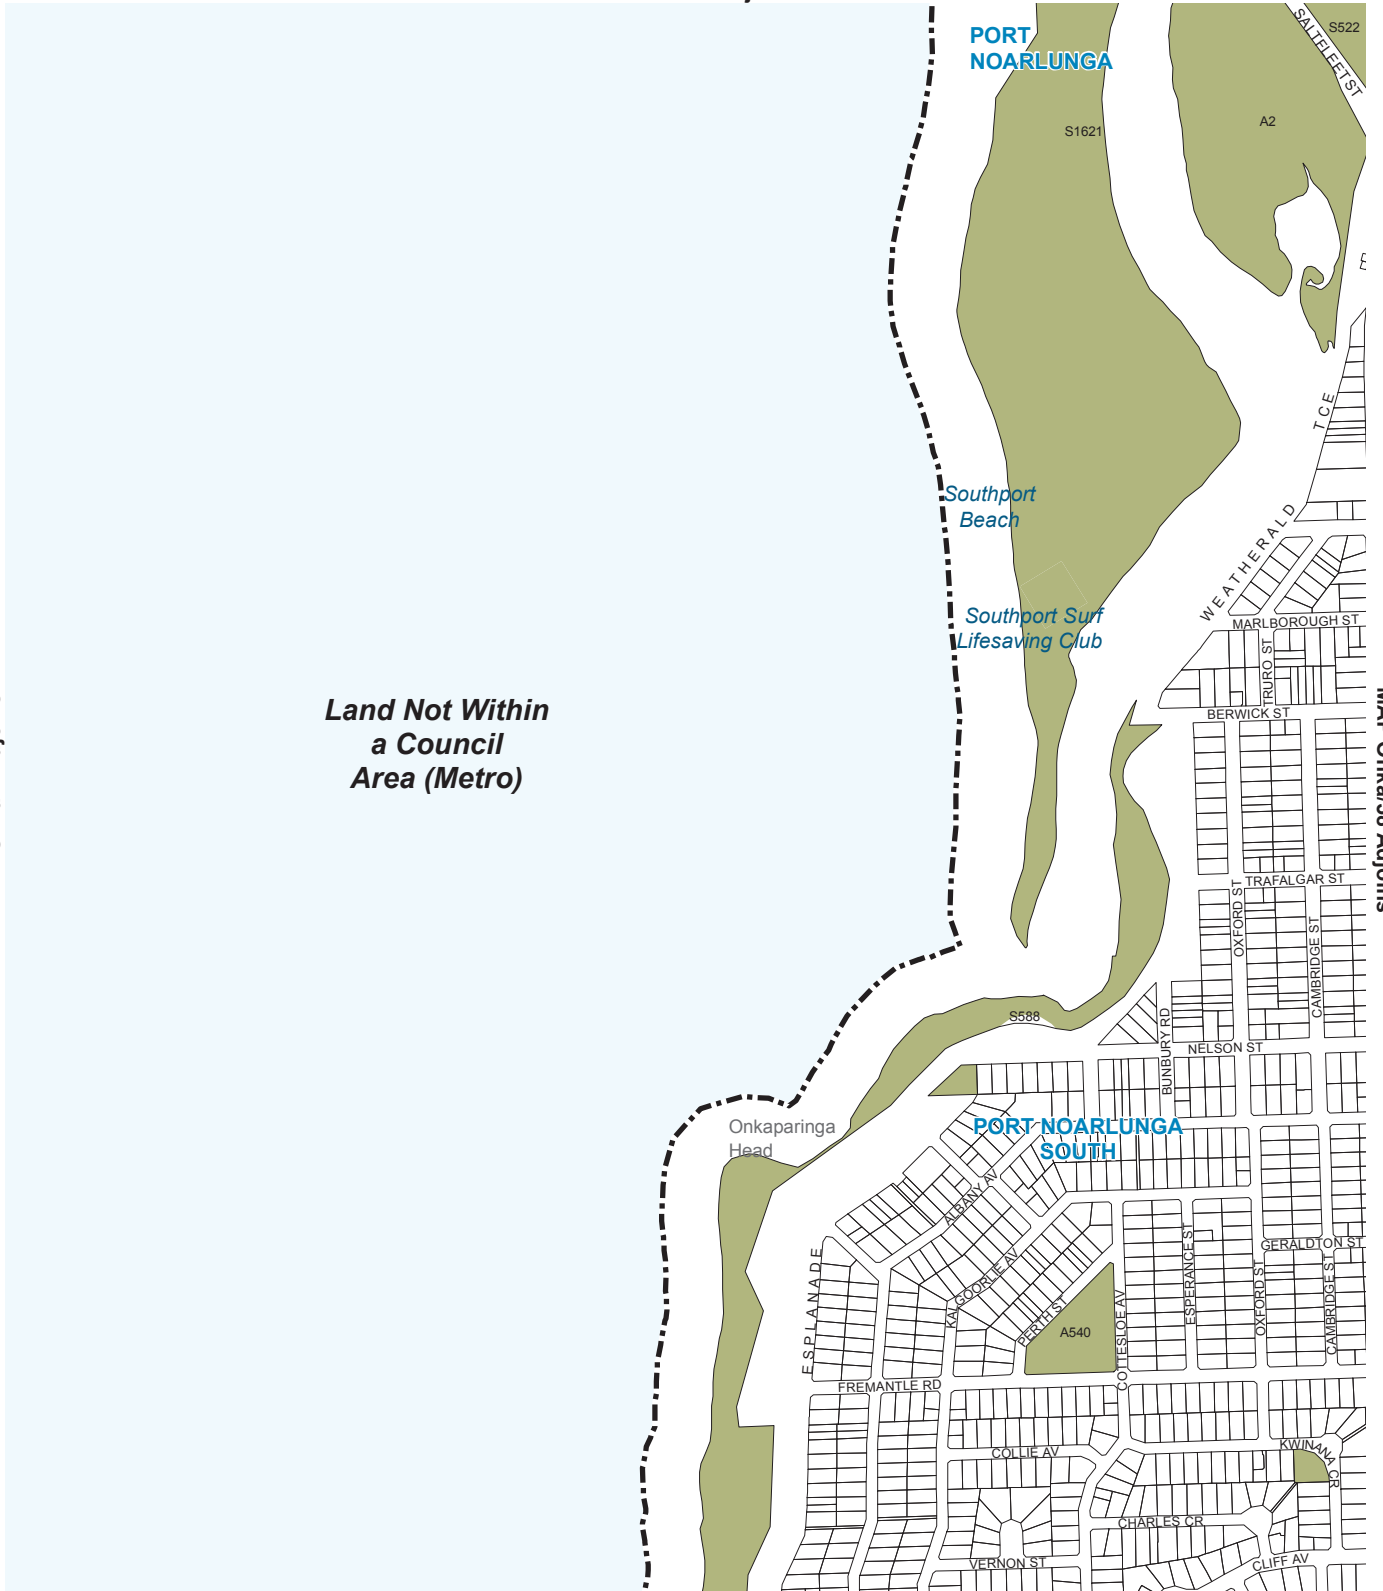 SALTFLEET ST
S522
PORT
NOARLUNGA
A2
S1621
WEATHERALD TCE
Southport
Beach
Southport Surf
Lifesaving Club
MARLBOROUGH ST
TRURO ST
BERWICK ST
Land Not Within
a Council
Area (Metro)
TRAFALGAR ST
OXFORD ST
CAMBRIDGE ST
S588
BUNBURY RD
NELSON ST
Onkaparinga
Head
PORT NOARLUNGA
SOUTH
ALBANY AV
ESPLANADE
KALGOORLIE AV
PERTH ST
A540
COTTESLOE AV
ESPERANCE ST
OXFORD ST
GERALDTON ST
CAMBRIDGE ST
FREMANTLE RD
COLLIE AV
KWINANA CR
CHARLES CR
VERNON ST
CLIFF AV